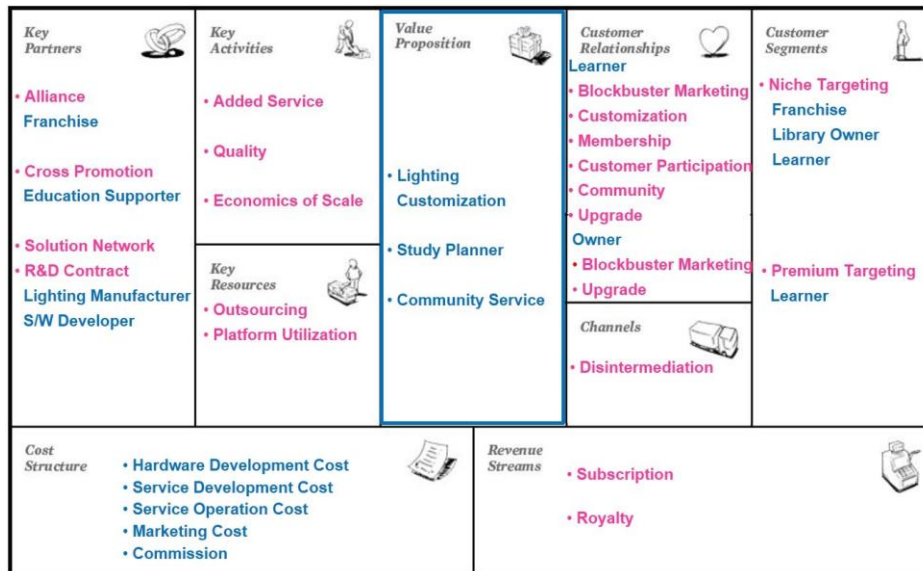 Key
Partners
• Alliance
Franchise
• Cross Promotion
Education Supporter
• Solution Network
• R&D Contract
Lighting Manufacturer
S/W Developer
Key
Activities
• Added Service
• Quality
• Economics of Scale
Key
Resources
• Outsourcing
• Platform Utilization
Value
Proposition
• Lighting
Customization
• Study Planner
• Community Service
Customer
Relationships
Learner
• Blockbuster Marketing
• Customization
• Membership
• Customer Participation
• Community
• Upgrade
Owner
• Blockbuster Marketing
• Upgrade
Channels
• Disintermediation
Customer
Segments
• Niche Targeting
Franchise
Library Owner
Learner
• Premium Targeting
Learner
Cost
Structure
• Hardware Development Cost
• Service Development Cost
• Service Operation Cost
• Marketing Cost
• Commission
Revenue
Streams
• Subscription
• Royalty